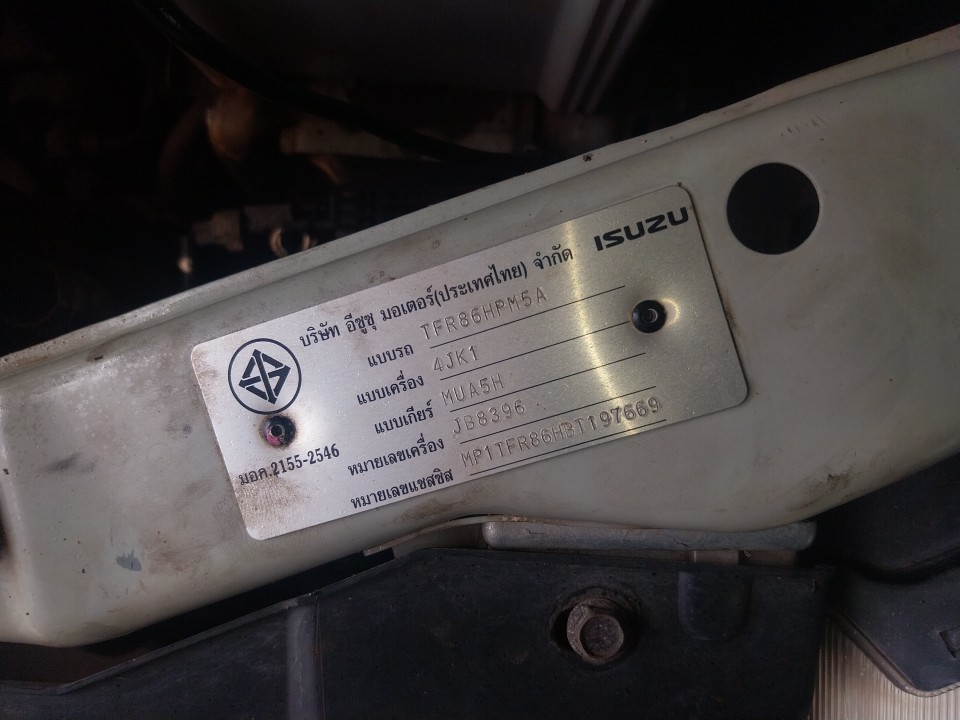 ISUZU
บริษัท อีซูซุ มอเตอร์(ประเทศไทย) จำกัด
แบบรถ TFR86HPM5A
แบบเครื่อง 4JK1
แบบเกียร์ MUA5H
หมายเลขเครื่อง JB8396
หมายเลขแชสซิส MP1TFR86HBT197669
มอก.2155-2546